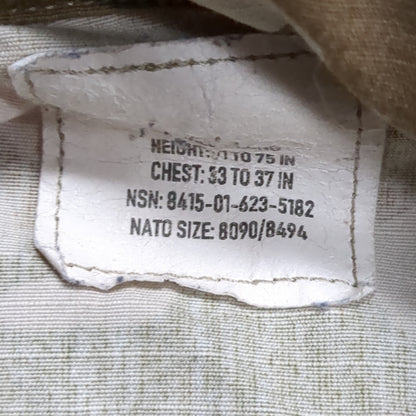 HEIGHT: 71 TO 75 IN
CHEST: 33 TO 37 IN
NSN: 8415-01-623-5182
NATO SIZE: 8090/8494